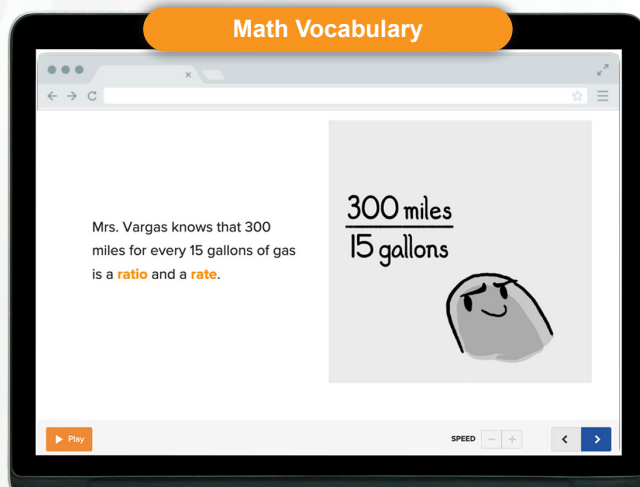 Math Vocabulary
Mrs. Vargas knows that 300
miles for every 15 gallons of gas
is a ratio and a rate.
300 miles
15 gallons
Play
SPEED